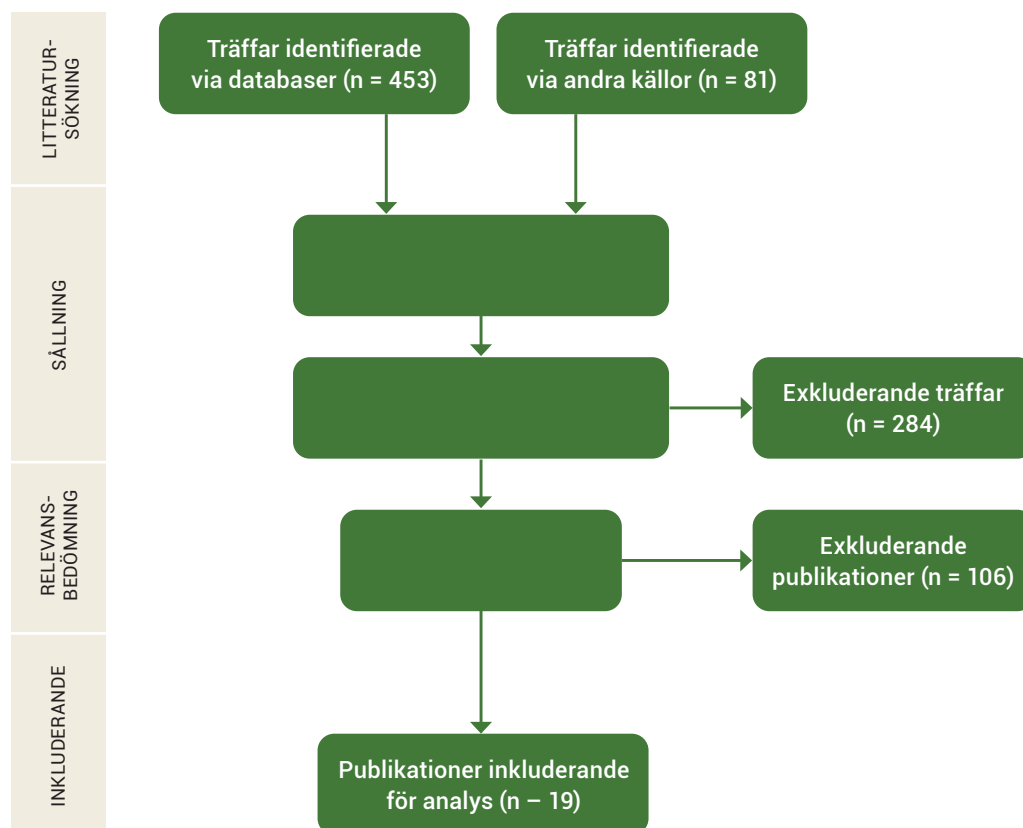 LITTERATUR-
SÖKNING
Träffar identifierade
via databaser (n = 453)
Träffar identifierade
via andra källor (n = 81)
SÅLLNING
Exkluderande träffar
(n = 284)
RELEVANS-
BEDÖMNING
Exkluderande
publikationer (n = 106)
INKLUDERANDE
Publikationer inkluderande
för analys (n – 19)